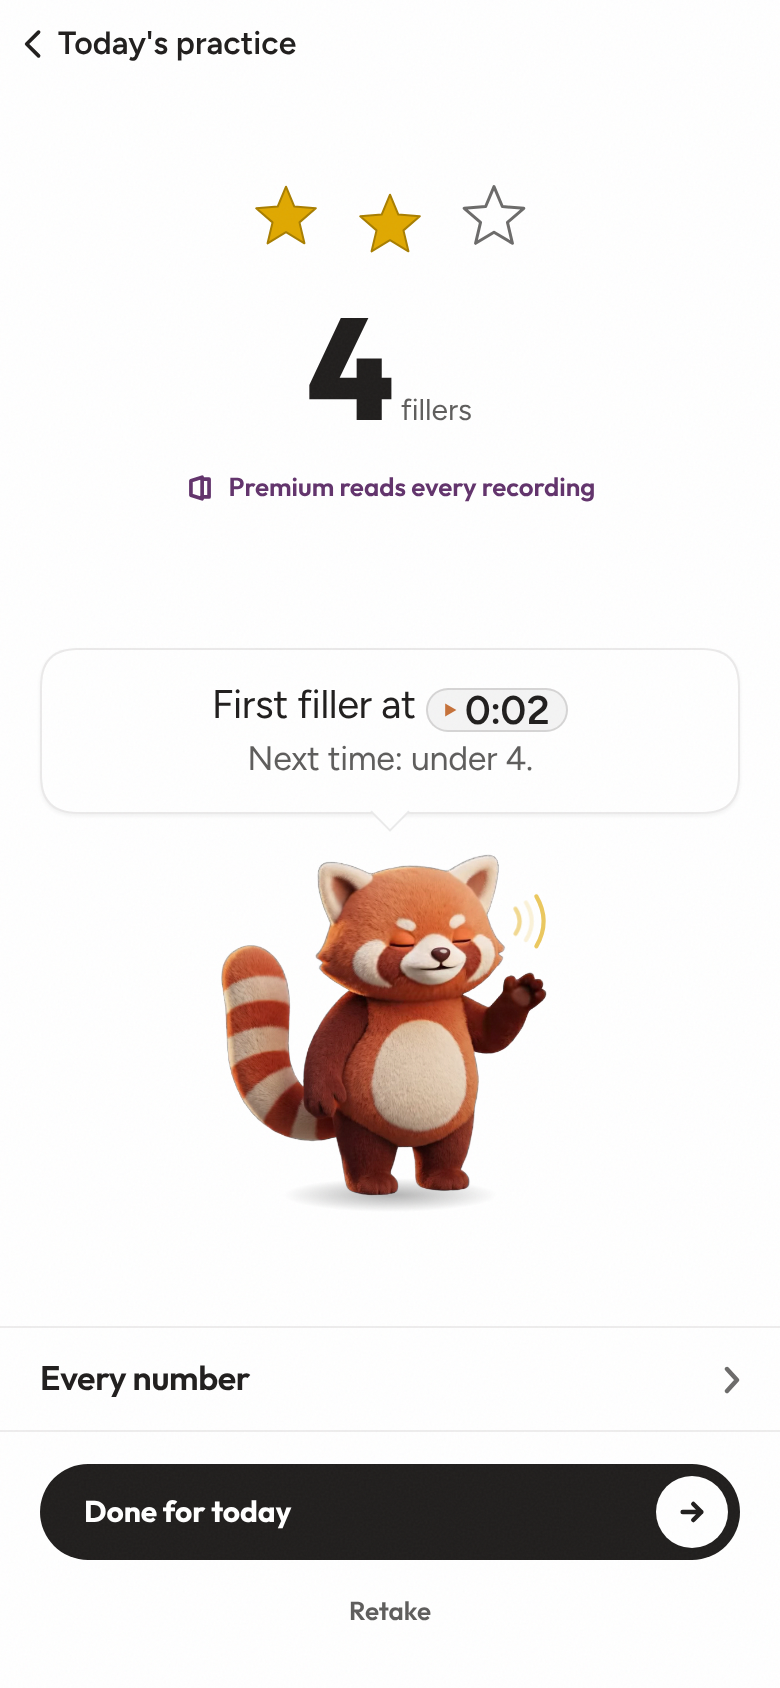 Today's practice
4 fillers
Premium reads every recording
First filler at 0:02
Next time: under 4.
Every number
Done for today
Retake